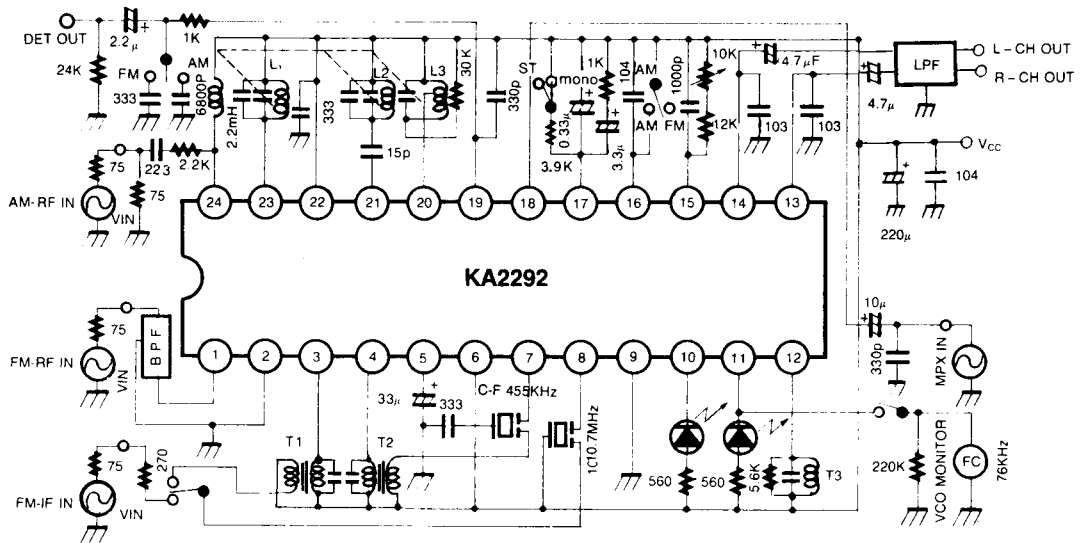 DET OUT
2.2μ
+
1K
24K
FM
333
6800P
AM
2.2mH
L1
333
L2
L3
30K
330p
15p
ST
mono
0.33μ
3.9K
1K
+
3.3μ
104
AM
AM
FM
1000p
10K
12K
+
4.7μF
103
103
+
4.7μ
LPF
L-CH OUT
R-CH OUT
VCC
+
220μ
104
75
223
2.2K
75
AM-RF IN
VIN
24
23
22
21
20
19
18
17
16
15
14
13
KA2292
75
BPF
FM-RF IN
VIN
1
2
3
4
5
6
7
8
9
10
11
12
10μ
+
330p
MPX IN
33μ
+
333
C-F 455KHz
10.7MHz
T1
T2
560
560
5.6K
T3
220K
VCO MONITOR
FC
76KHz
75
270
FM-IF IN
VIN